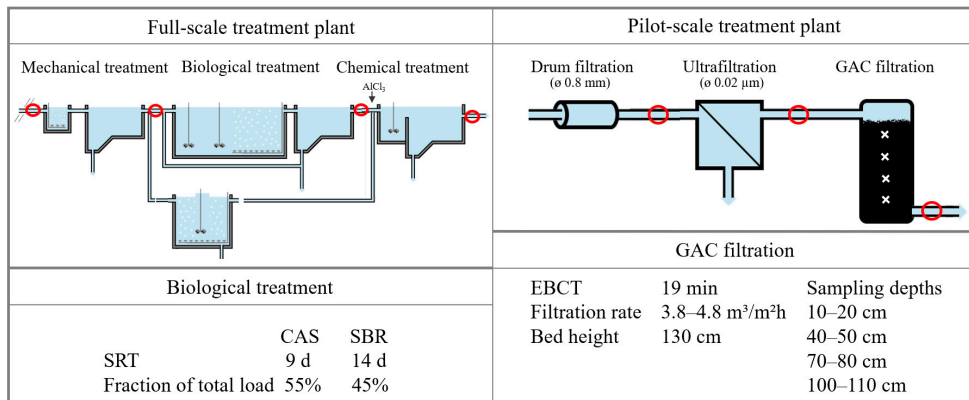 Full-scale treatment plant
Mechanical treatment
Biological treatment
Chemical treatment
AlCl₃
Pilot-scale treatment plant
Drum filtration
(ø 0.8 mm)
Ultrafiltration
(ø 0.02 µm)
GAC filtration
Biological treatment
CAS SBR
SRT 9 d 14 d
Fraction of total load 55% 45%
GAC filtration
EBCT 19 min Sampling depths
Filtration rate 3.8–4.8 m³/m²h 10–20 cm
Bed height 130 cm 40–50 cm
70–80 cm
100–110 cm